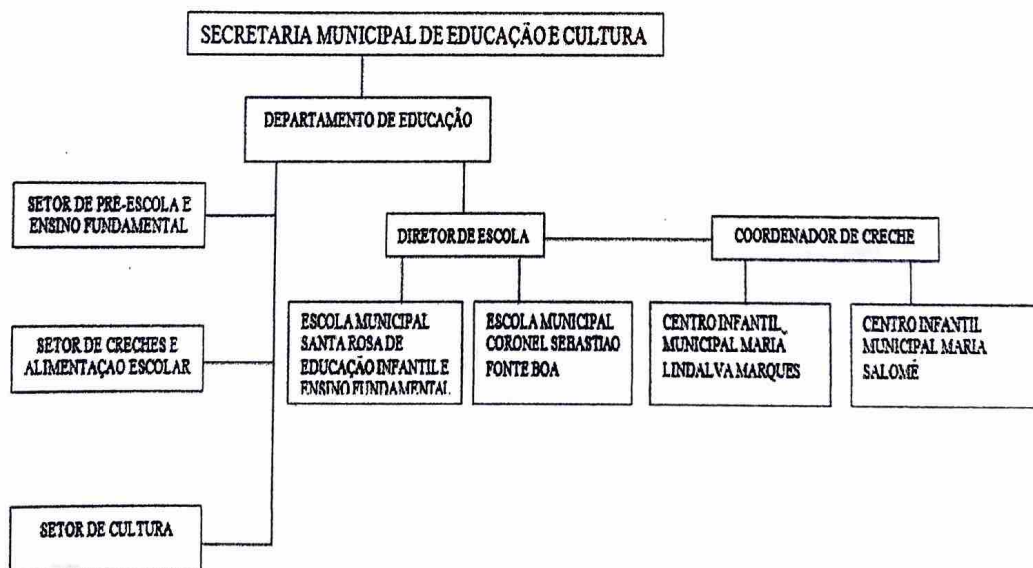 SECRETARIA MUNICIPAL DE EDUCAÇÃO E CULTURA
DEPARTAMENTO DE EDUCAÇÃO
SETOR DE PRE-ESCOLA E
ENSINO FUNDAMENTAL
DIRETOR DE ESCOLA
COORDENADOR DE CRECHE
SETOR DE CRECHES E
ALIMENTAÇAO ESCOLAR
ESCOLA MUNICIPAL
SANTA ROSA DE
EDUCAÇÃO INFANTIL E
ENSINO FUNDAMENTAL
ESCOLA MUNICIPAL
CORONEL SEBASTIAO
FONTE BOA
CENTRO INFANTIL
MUNICIPAL MARIA
LINDALVA MARQUES
CENTRO INFANTIL
MUNICIPAL MARIA
SALOMÉ
SETOR DE CULTURA